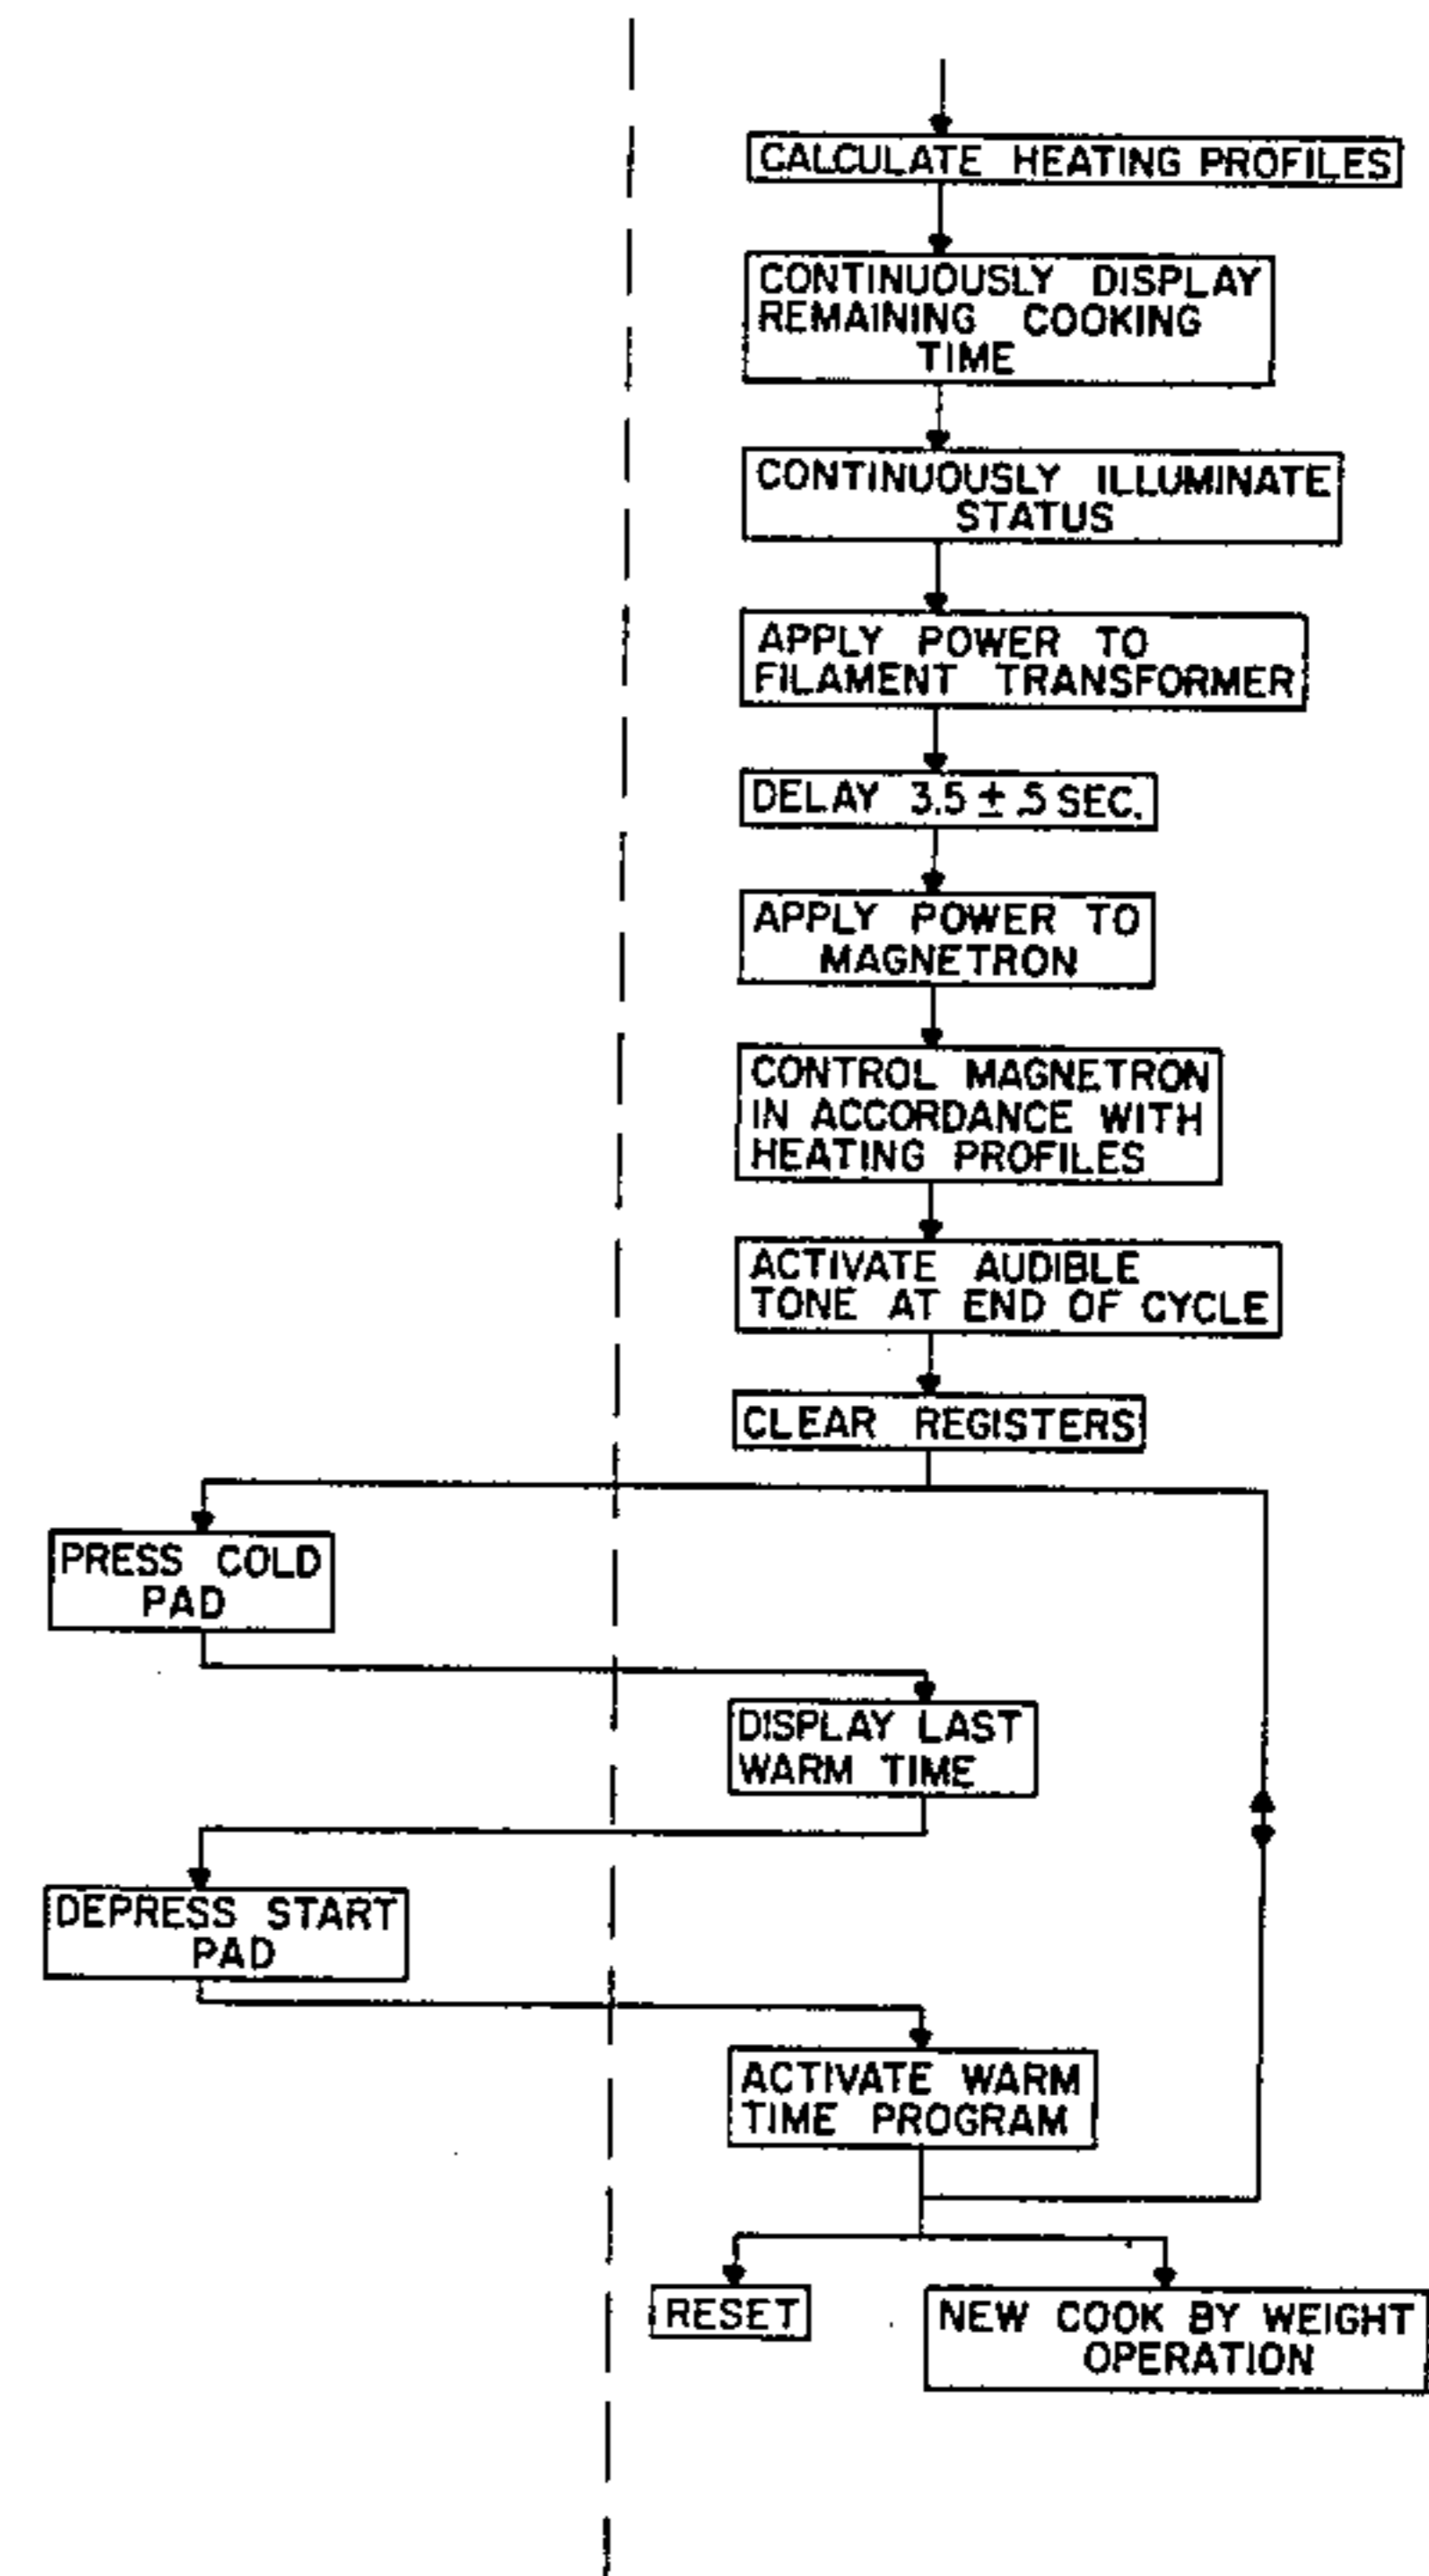 CALCULATE HEATING PROFILES
CONTINUOUSLY DISPLAY
REMAINING COOKING
TIME
CONTINUOUSLY ILLUMINATE
STATUS
APPLY POWER TO
FILAMENT TRANSFORMER
DELAY 3.5 ± .5 SEC.
APPLY POWER TO
MAGNETRON
CONTROL MAGNETRON
IN ACCORDANCE WITH
HEATING PROFILES
ACTIVATE AUDIBLE
TONE AT END OF CYCLE
CLEAR REGISTERS
PRESS COLD
PAD
DISPLAY LAST
WARM TIME
DEPRESS START
PAD
ACTIVATE WARM
TIME PROGRAM
RESET
NEW COOK BY WEIGHT
OPERATION